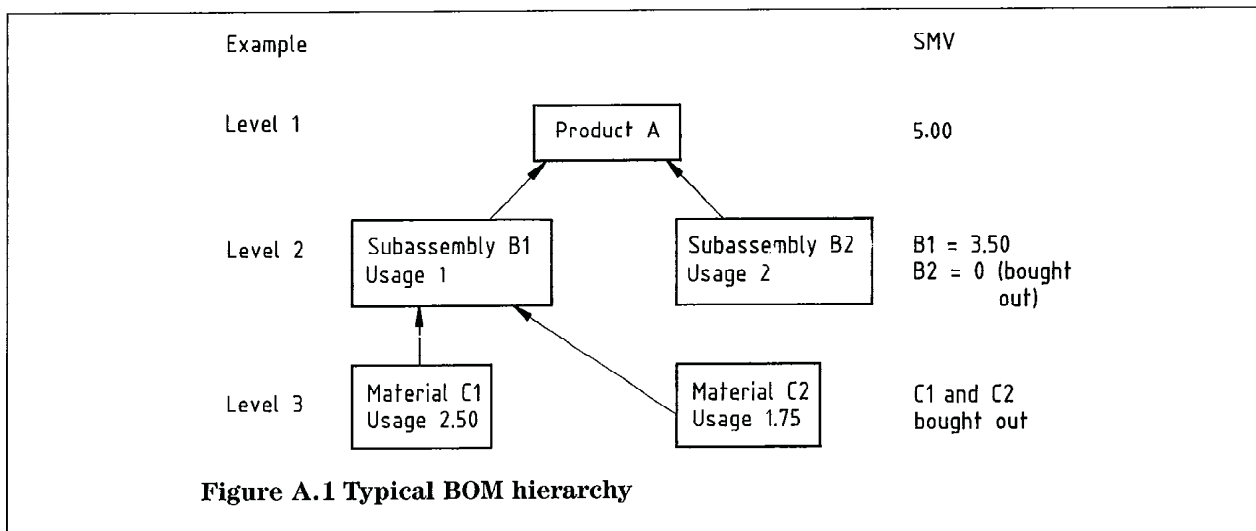 Example SMV
Level 1 Product A 5.00
Level 2 Subassembly B1 Subassembly B2 B1 = 3.50
Usage 1 Usage 2 B2 = 0 (bought
out)
Level 3 Material C1 Material C2 C1 and C2
Usage 2.50 Usage 1.75 bought out
Figure A.1 Typical BOM hierarchy